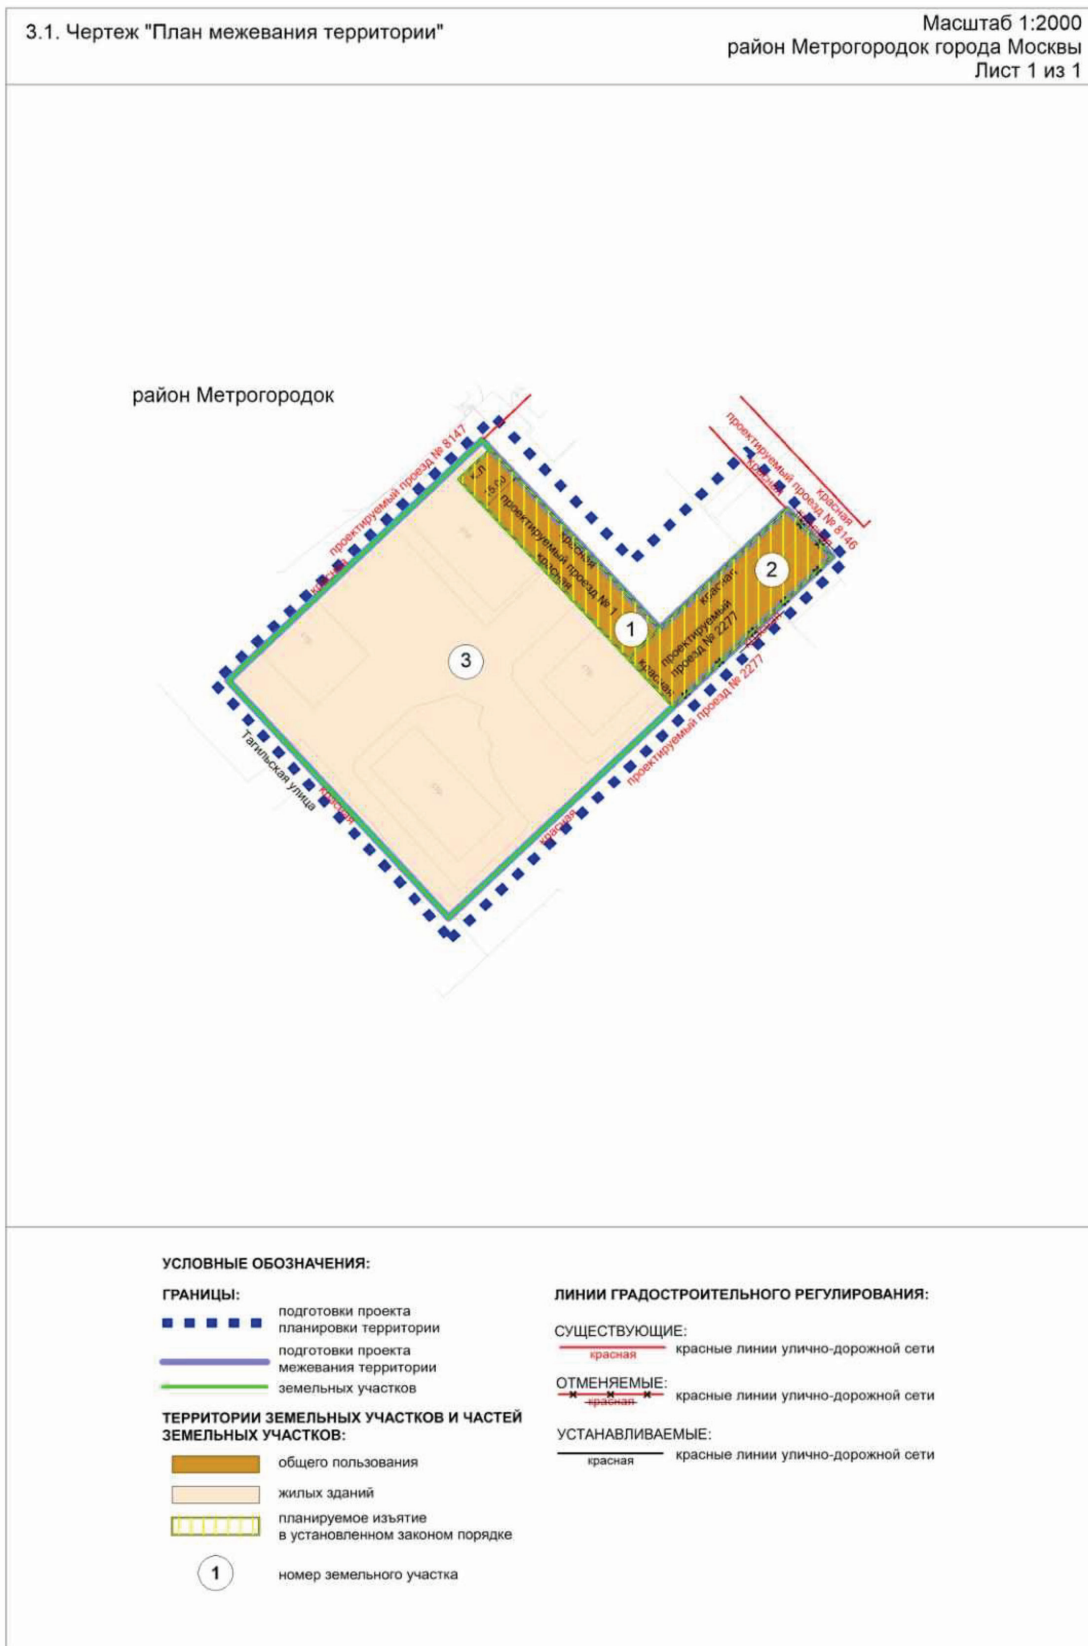 3.1. Чертеж "План межевания территории"
Масштаб 1:2000
район Метрогородок города Москвы
Лист 1 из 1
район Метрогородок
проектируемый проезд № 8147
красная
проектируемый проезд № 8146
красная
красная
красная
к.л
проектируемый проезд № 1
красная
красная
красная
1
2
3
красная
проектируемый
проезд № 2277
красная
проектируемый проезд № 2277
красная
Тагильская улица
красная
УСЛОВНЫЕ ОБОЗНАЧЕНИЯ:
ГРАНИЦЫ:
подготовки проекта
планировки территории
подготовки проекта
межевания территории
земельных участков
ТЕРРИТОРИИ ЗЕМЕЛЬНЫХ УЧАСТКОВ И ЧАСТЕЙ
ЗЕМЕЛЬНЫХ УЧАСТКОВ:
общего пользования
жилых зданий
планируемое изъятие
в установленном законом порядке
1
номер земельного участка
ЛИНИИ ГРАДОСТРОИТЕЛЬНОГО РЕГУЛИРОВАНИЯ:
СУЩЕСТВУЮЩИЕ:
красная
красные линии улично-дорожной сети
ОТМЕНЯЕМЫЕ:
красная
красные линии улично-дорожной сети
УСТАНАВЛИВАЕМЫЕ:
красная
красные линии улично-дорожной сети